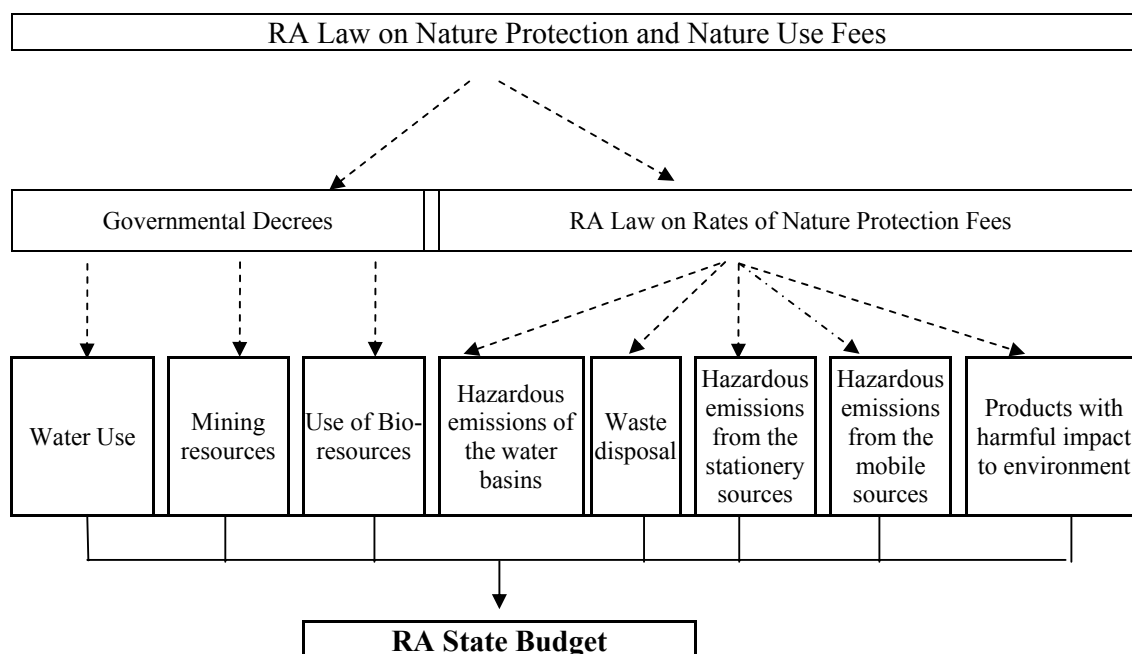 RA Law on Nature Protection and Nature Use Fees
Governmental Decrees
RA Law on Rates of Nature Protection Fees
Water Use
Mining
resources
Use of Bio-
resources
Hazardous
emissions of
the water
basins
Waste
disposal
Hazardous
emissions
from the
stationery
sources
Hazardous
emissions
from the
mobile
sources
Products with
harmful impact
to environment
RA State Budget